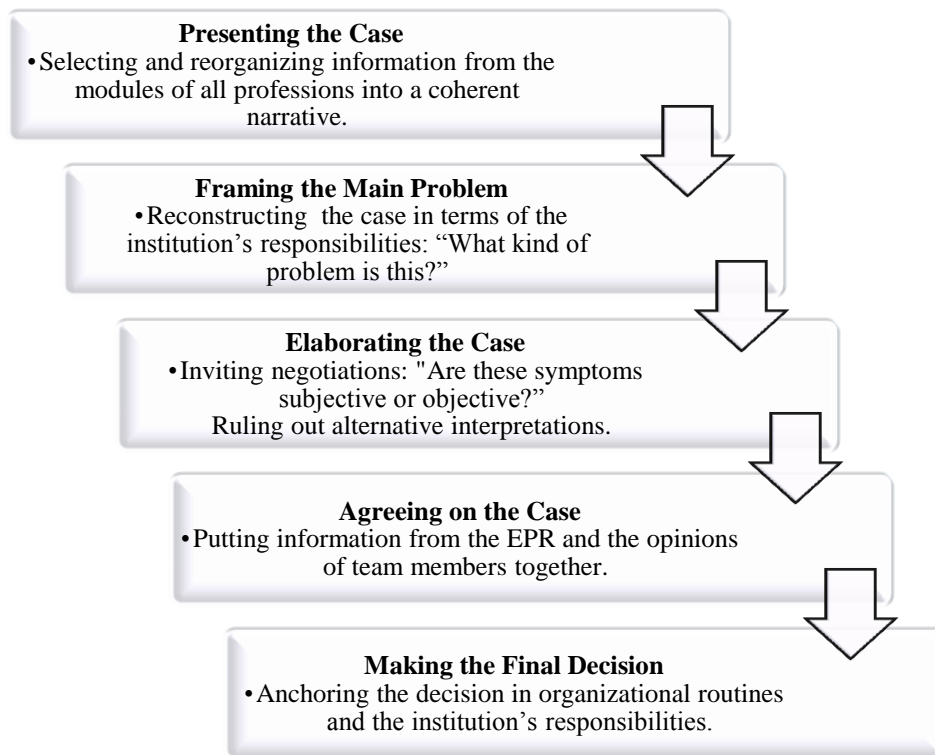 Presenting the Case
•Selecting and reorganizing information from the
modules of all professions into a coherent
narrative.
Framing the Main Problem
•Reconstructing the case in terms of the
institution’s responsibilities: “What kind of
problem is this?”
Elaborating the Case
•Inviting negotiations: "Are these symptoms
subjective or objective?”
Ruling out alternative interpretations.
Agreeing on the Case
•Putting information from the EPR and the opinions
of team members together.
Making the Final Decision
•Anchoring the decision in organizational routines
and the institution’s responsibilities.